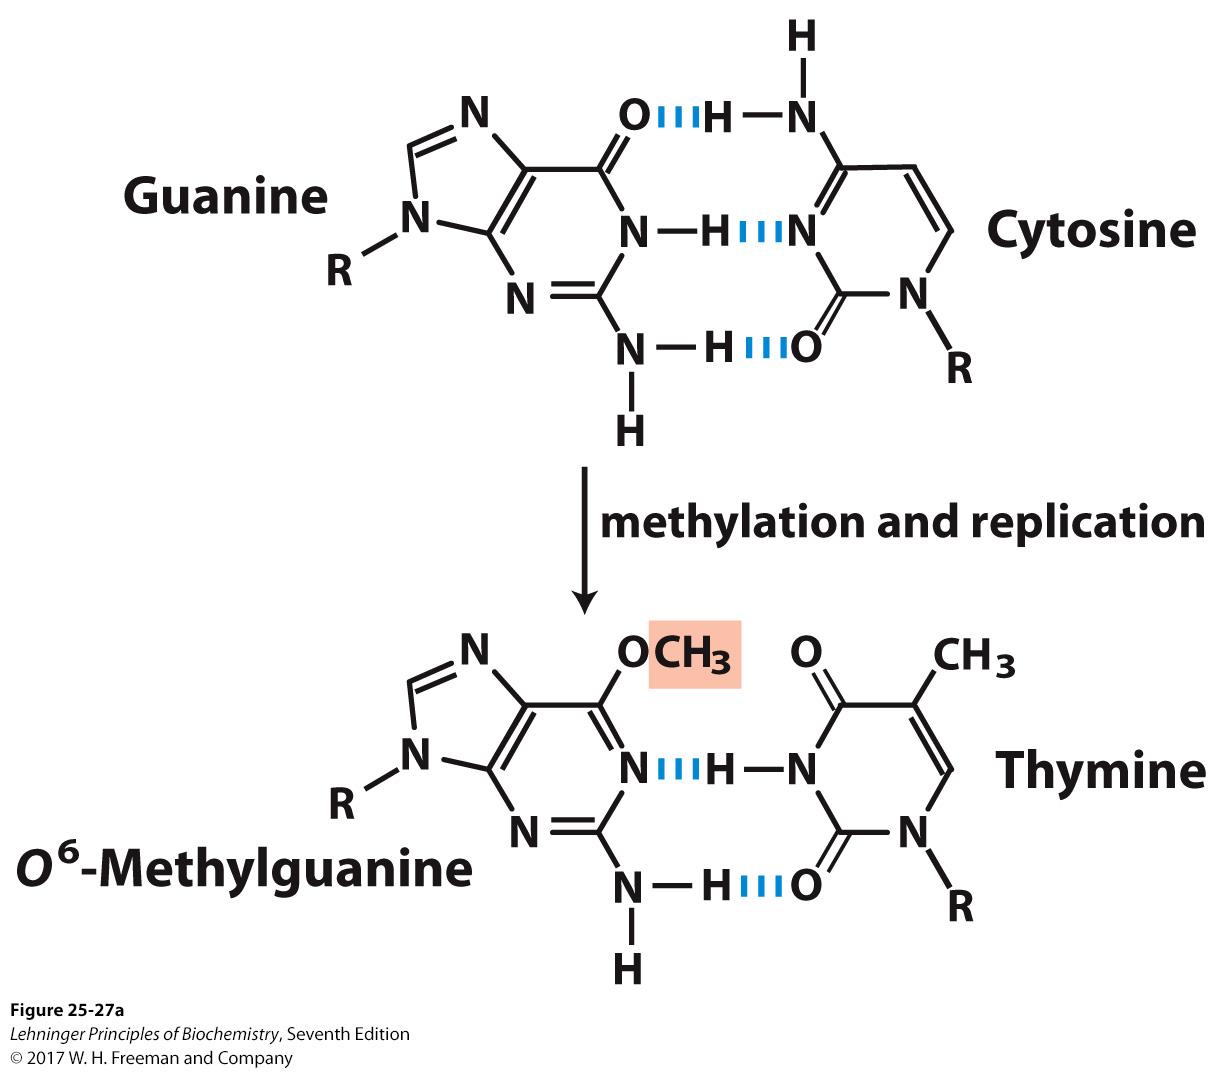 H
N
O
H
N
Guanine
N
N
H
N
Cytosine
R
N
N
N
H
O
R
H
methylation and replication
N
OCH₃
O
CH₃
N
N
H
N
Thymine
R
N
N
O⁶-Methylguanine
N
H
O
R
H
Figure 25-27a
Lehninger Principles of Biochemistry, Seventh Edition
© 2017 W. H. Freeman and Company